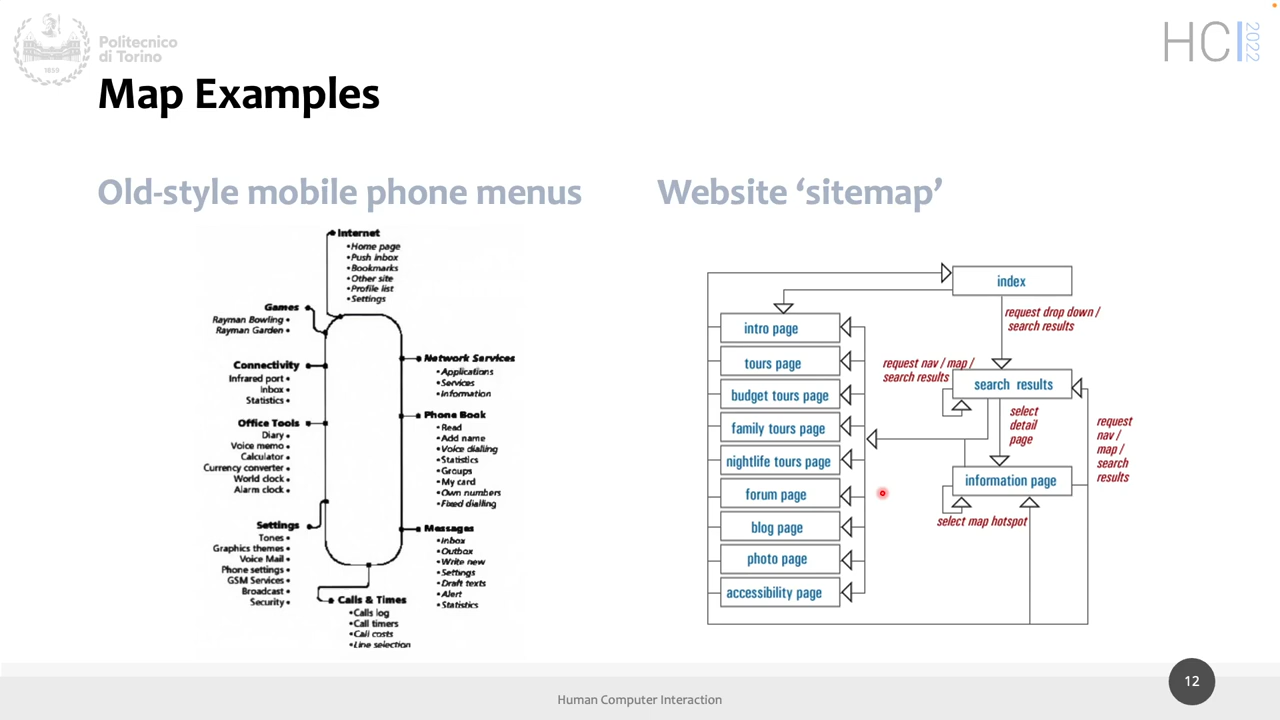 Politecnico
di Torino
1859
HCI 2022
Map Examples
Old-style mobile phone menus
Internet
•Home page
•Push inbox
•Bookmarks
•Other site
•Profile list
•Settings
Games
Rayman Bowling •
Rayman Garden •
Connectivity
Infrared port •
Inbox •
Statistics •
Office Tools
Diary •
Voice memo •
Calculator •
Currency converter •
World clock •
Alarm clock •
Settings
Tones •
Graphics themes •
Voice Mail •
Phone settings •
GSM Services •
Broadcast •
Security •
Network Services
•Applications
•Services
•Information
Phone Book
•Read
•Add name
•Voice dialling
•Statistics
•Groups
•My card
•Own numbers
•Fixed dialling
Messages
•Inbox
•Outbox
•Write new
•Settings
•Draft texts
•Alert
•Statistics
Calls & Times
•Calls log
•Call timers
•Call costs
•Line selection
Website ‘sitemap’
index
request drop down /
search results
intro page
tours page
budget tours page
family tours page
nightlife tours page
forum page
blog page
photo page
accessibility page
request nav / map /
search results
search results
select
detail
page
request
nav /
map /
search
results
information page
select map hotspot
Human Computer Interaction
12